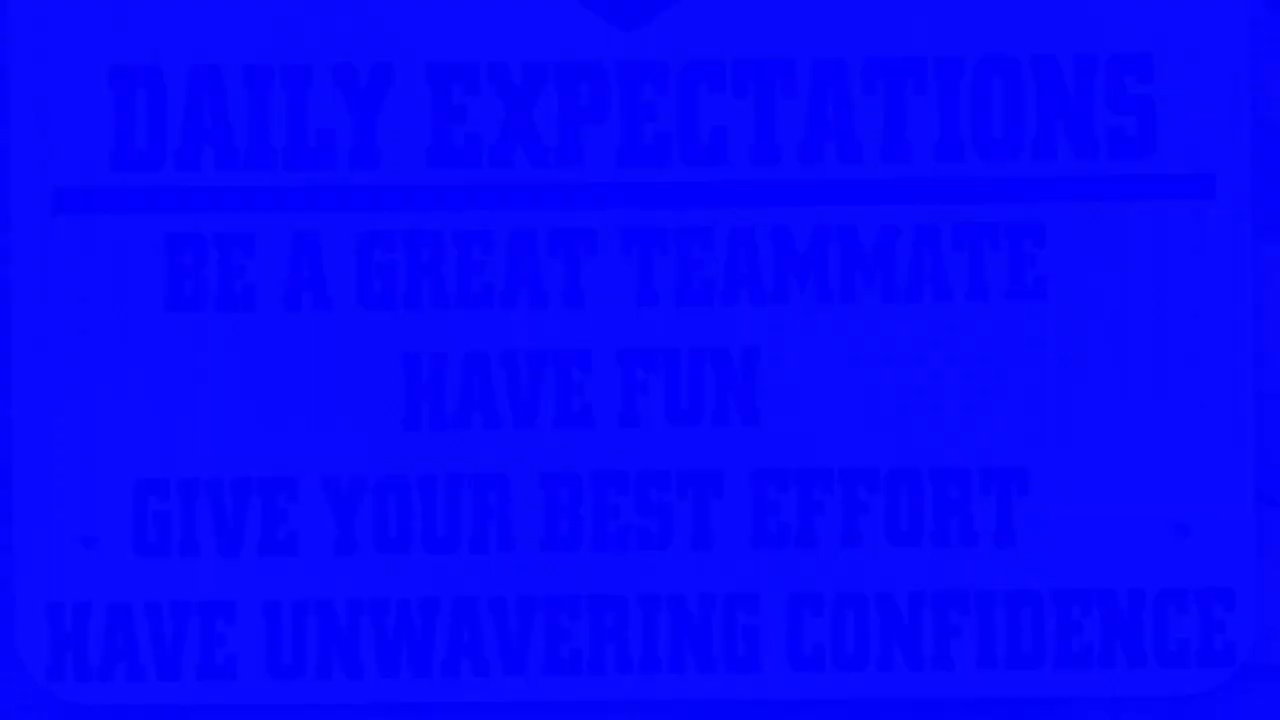 DAILY EXPECTATIONS
BE A GREAT TEAMMATE
HAVE FUN
GIVE YOUR BEST EFFORT
HAVE UNWAVERING CONFIDENCE